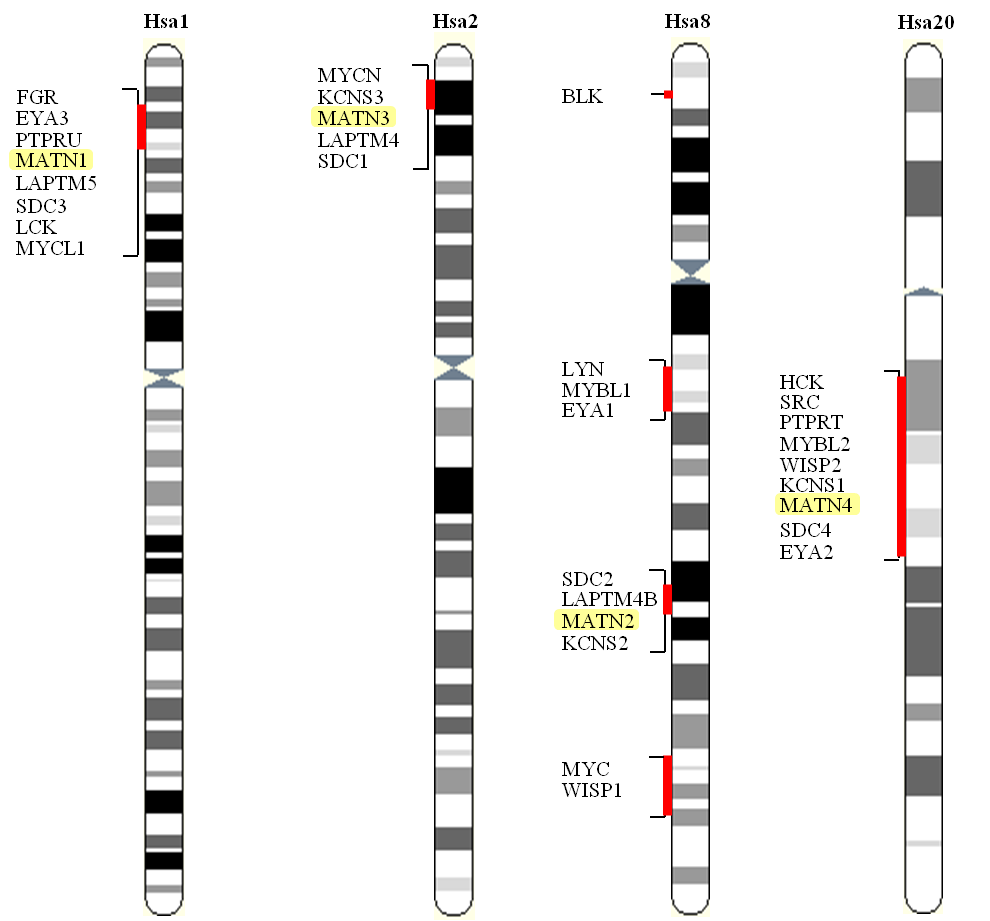 Hsa1
FGR
EYA3
PTPRU
MATN1
LAPTM5
SDC3
LCK
MYCL1
Hsa2
MYCN
KCNS3
MATN3
LAPTM4
SDC1
Hsa8
BLK
LYN
MYBL1
EYA1
SDC2
LAPTM4B
MATN2
KCNS2
MYC
WISP1
Hsa20
HCK
SRC
PTPRT
MYBL2
WISP2
KCNS1
MATN4
SDC4
EYA2